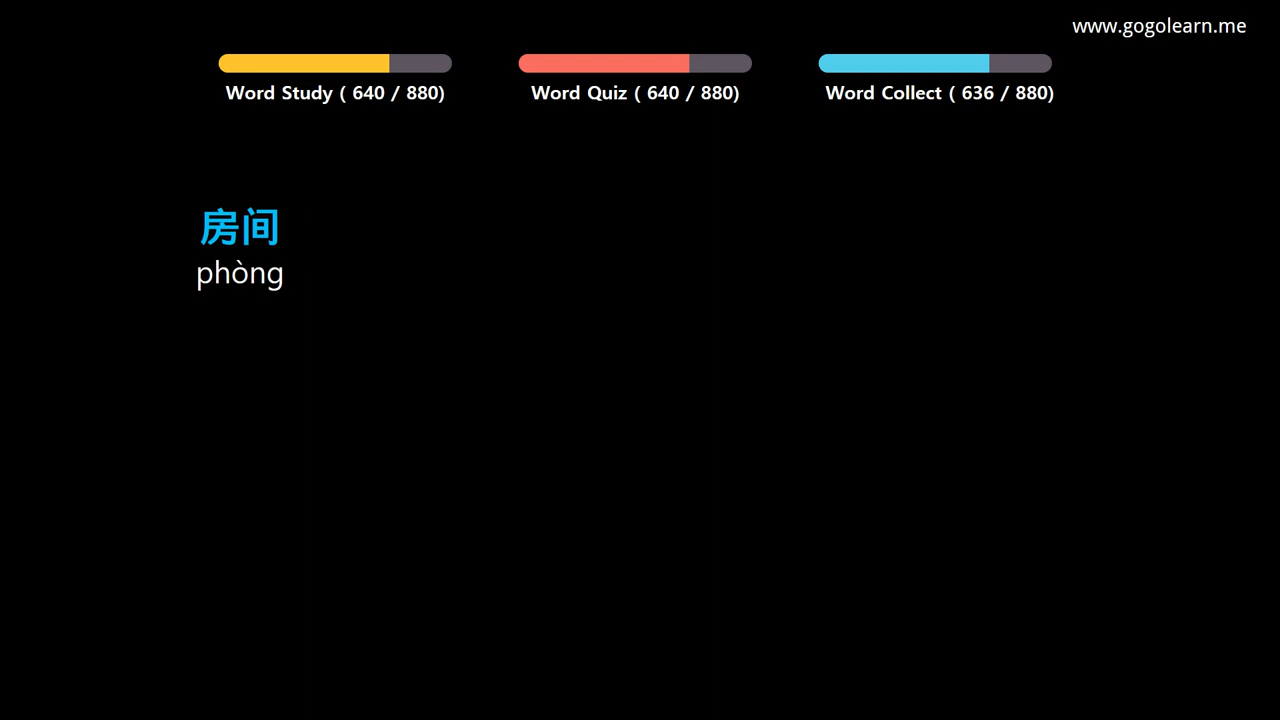 www.gogolearn.me
Word Study ( 640 / 880)
Word Quiz ( 640 / 880)
Word Collect ( 636 / 880)
房间
phòng